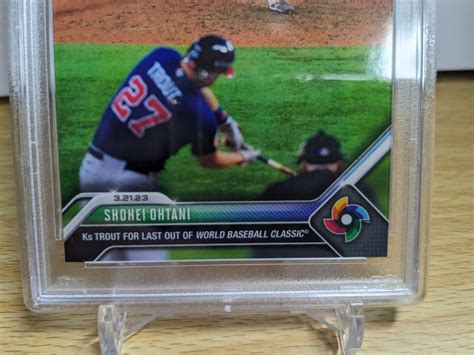 TROUT
27
3.21.23
SHOHEI OHTANI
Ks TROUT FOR LAST OUT OF WORLD BASEBALL CLASSIC®